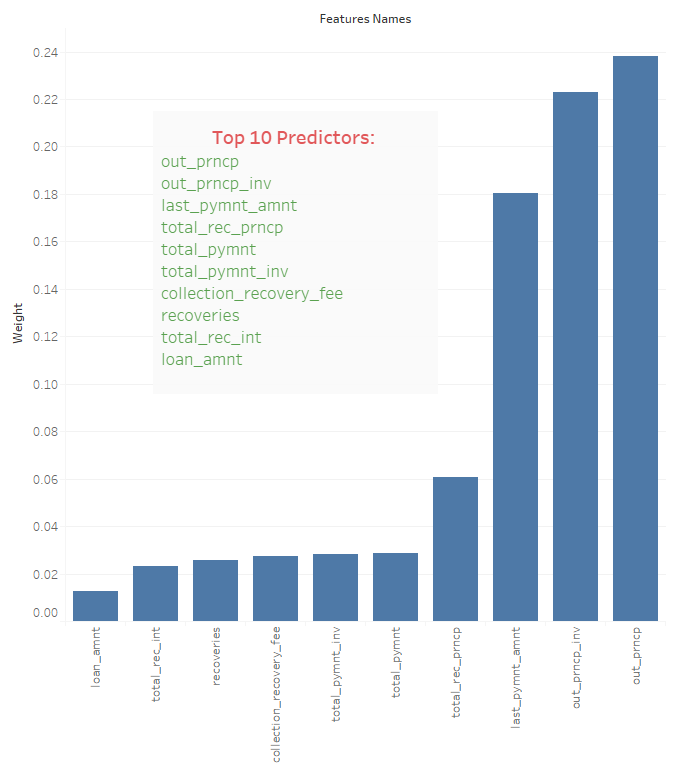 Features Names
Weight
0.24
0.22
0.20
0.18
0.16
0.14
0.12
0.10
0.08
0.06
0.04
0.02
0.00
Top 10 Predictors:
out_prncp
out_prncp_inv
last_pymnt_amnt
total_rec_prncp
total_pymnt
total_pymnt_inv
collection_recovery_fee
recoveries
total_rec_int
loan_amnt
loan_amnt
total_rec_int
recoveries
collection_recovery_fee
total_pymnt_inv
total_pymnt
total_rec_prncp
last_pymnt_amnt
out_prncp_inv
out_prncp